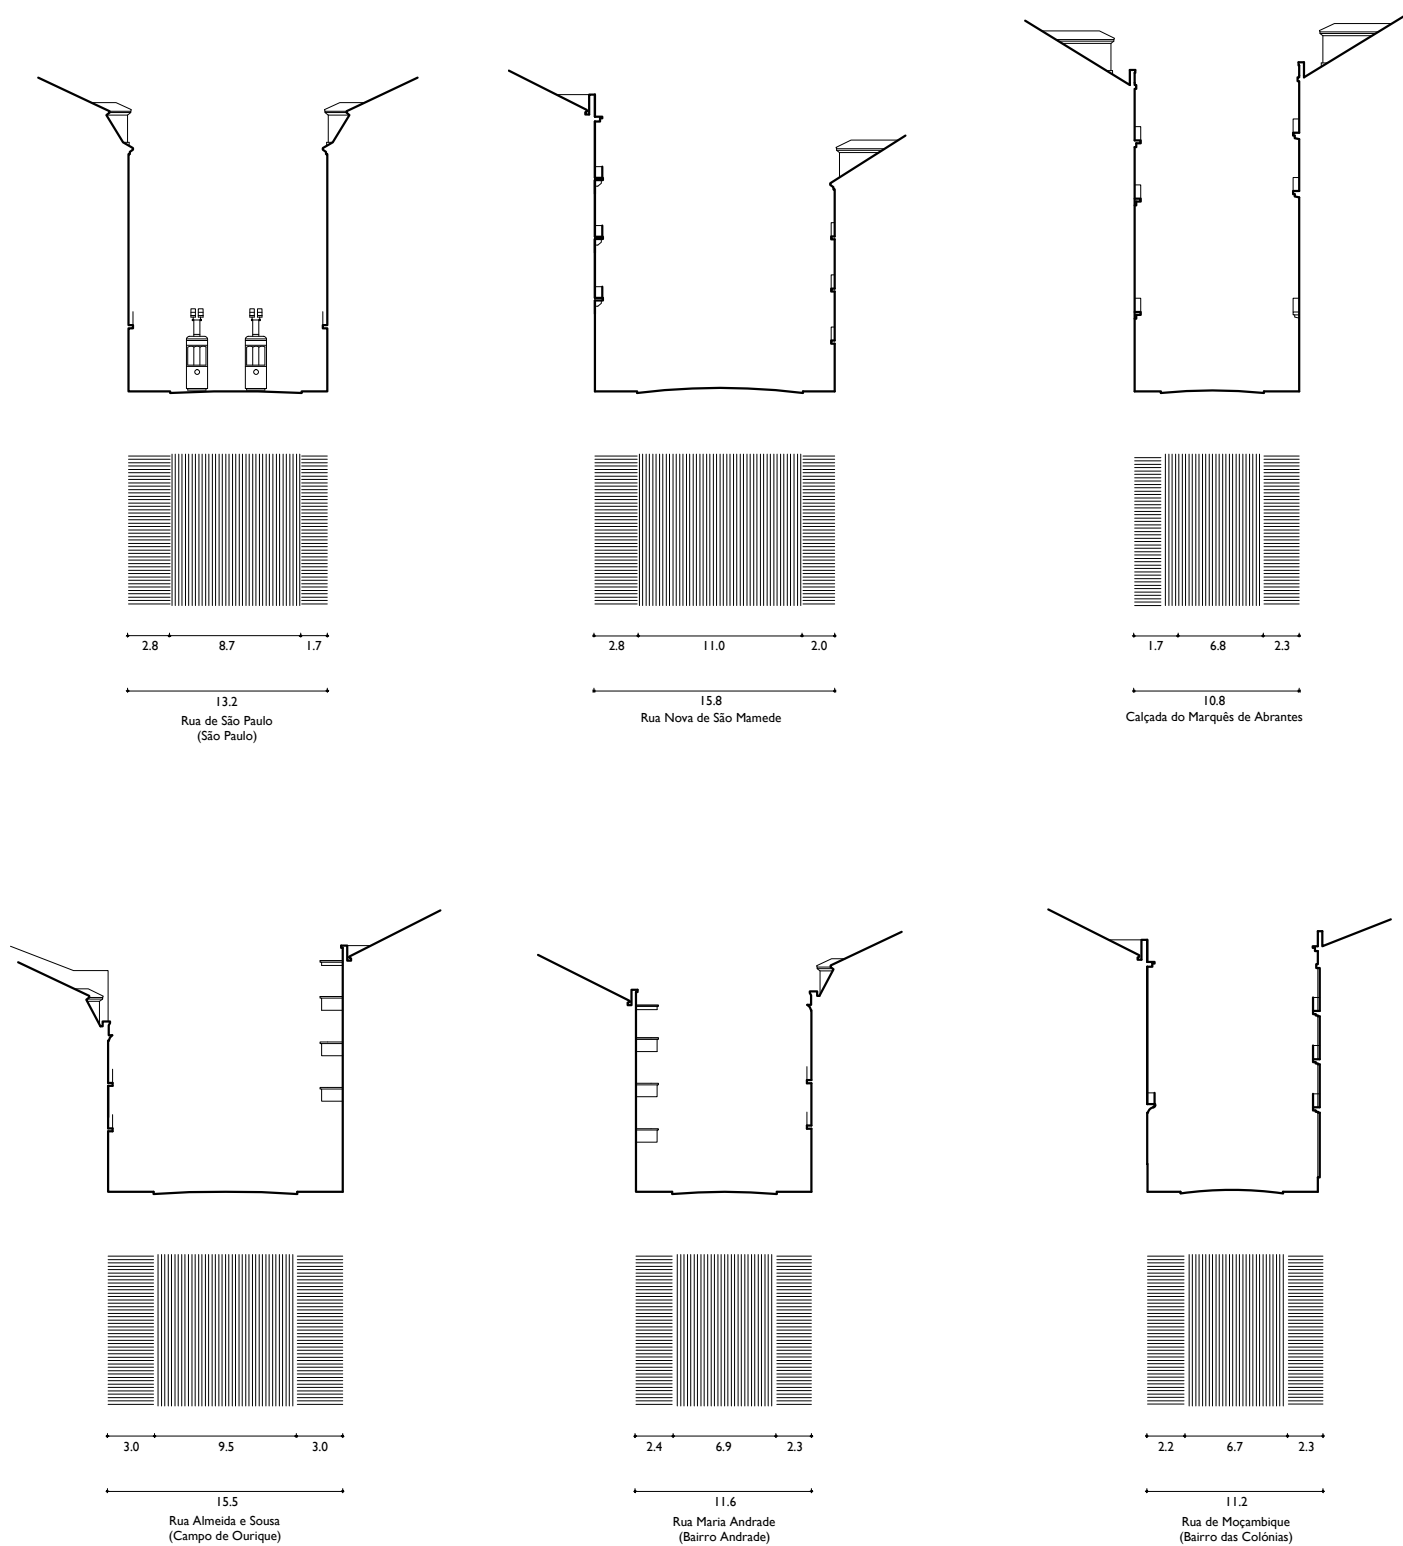 2.8 8.7 1.7
13.2
Rua de São Paulo
(São Paulo)
2.8 11.0 2.0
15.8
Rua Nova de São Mamede
1.7 6.8 2.3
10.8
Calçada do Marquês de Abrantes
3.0 9.5 3.0
15.5
Rua Almeida e Sousa
(Campo de Ourique)
2.4 6.9 2.3
11.6
Rua Maria Andrade
(Bairro Andrade)
2.2 6.7 2.3
11.2
Rua de Moçambique
(Bairro das Colónias)